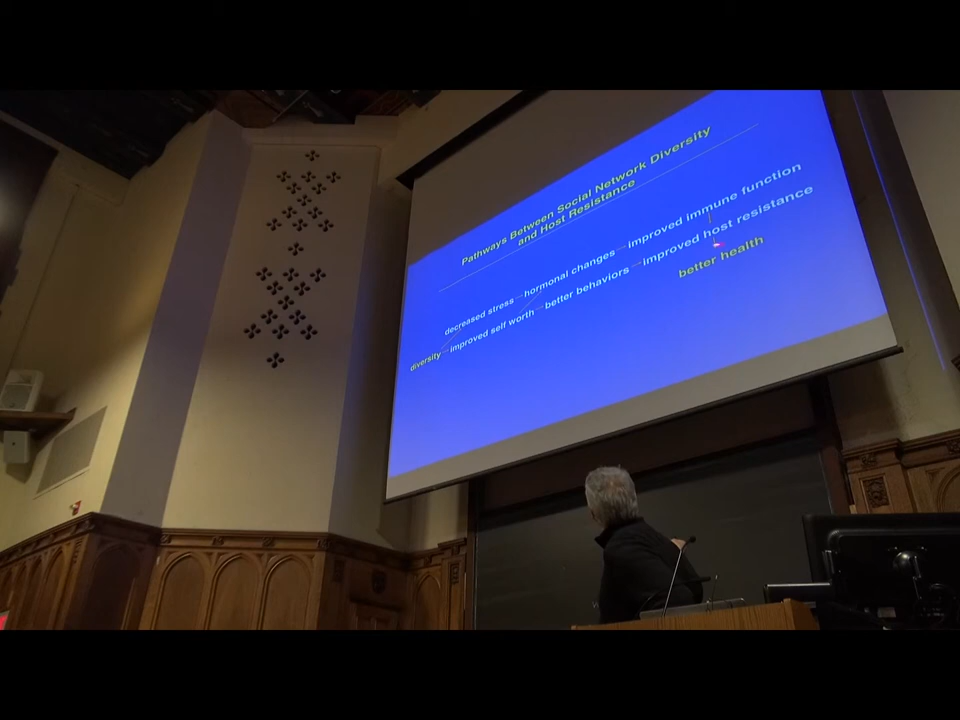 Pathways Between Social Network Diversity
and Host Resistance
decreased stress — hormonal changes — improved immune function
diversity — improved self worth — better behaviors — improved host resistance
better health